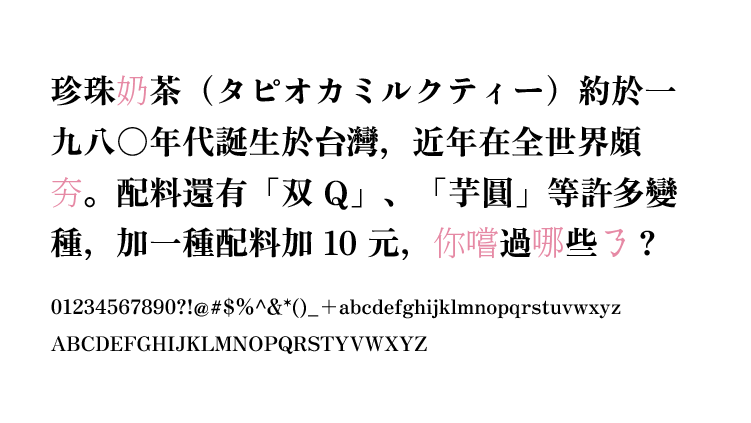 珍珠奶茶（タピオカミルクティー）約於一
九八〇年代誕生於台灣，近年在全世界頗
夯。配料還有「双 Q」、「芋圓」等許多變
種，加一種配料加 10 元，你嚐過哪些ㄋ？
01234567890?!@#$%^&*()_＋abcdefghijklmnopqrstuvwxyz
ABCDEFGHIJKLMNOPQRSTYVWXYZ